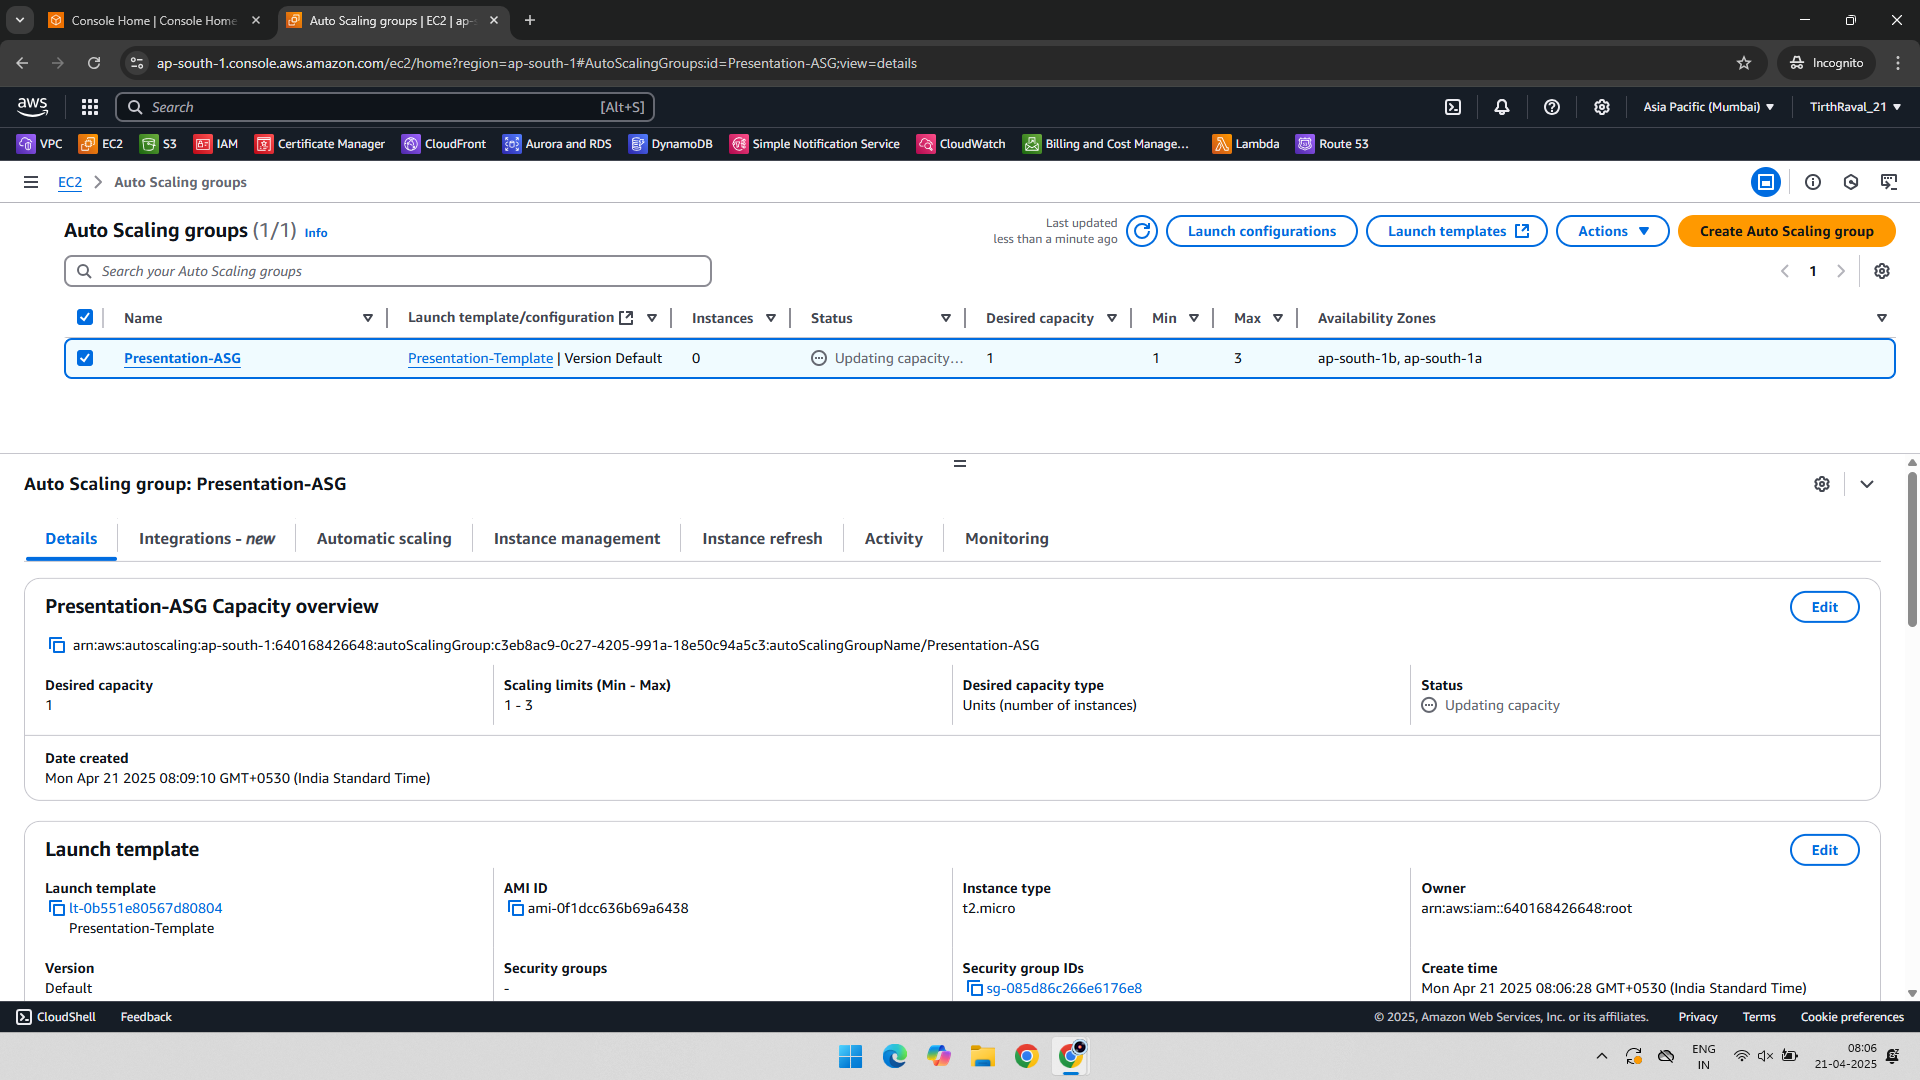 Console Home | Console Home
Auto Scaling groups | EC2 | ap-s
ap-south-1.console.aws.amazon.com/ec2/home?region=ap-south-1#AutoScalingGroups:id=Presentation-ASG;view=details
Incognito
aws
Search
[Alt+S]
Asia Pacific (Mumbai)
TirthRaval_21
VPC
EC2
S3
IAM
Certificate Manager
CloudFront
Aurora and RDS
DynamoDB
Simple Notification Service
CloudWatch
Billing and Cost Manage...
Lambda
Route 53
EC2 > Auto Scaling groups
Auto Scaling groups (1/1) Info
Last updated
less than a minute ago
Launch configurations
Launch templates
Actions
Create Auto Scaling group
Search your Auto Scaling groups
1
Name
Launch template/configuration
Instances
Status
Desired capacity
Min
Max
Availability Zones
Presentation-ASG
Presentation-Template | Version Default
0
Updating capacity...
1
1
3
ap-south-1b, ap-south-1a
Auto Scaling group: Presentation-ASG
Details
Integrations - new
Automatic scaling
Instance management
Instance refresh
Activity
Monitoring
Presentation-ASG Capacity overview
Edit
arn:aws:autoscaling:ap-south-1:640168426648:autoScalingGroup:c3eb8ac9-0c27-4205-991a-18e50c94a5c3:autoScalingGroupName/Presentation-ASG
Desired capacity
1
Scaling limits (Min - Max)
1 - 3
Desired capacity type
Units (number of instances)
Status
Updating capacity
Date created
Mon Apr 21 2025 08:09:10 GMT+0530 (India Standard Time)
Launch template
Edit
Launch template
lt-0b551e80567d80804
Presentation-Template
AMI ID
ami-0f1dcc636b69a6438
Instance type
t2.micro
Owner
arn:aws:iam::640168426648:root
Version
Default
Security groups
-
Security group IDs
sg-085d86c266e6176e8
Create time
Mon Apr 21 2025 08:06:28 GMT+0530 (India Standard Time)
CloudShell
Feedback
© 2025, Amazon Web Services, Inc. or its affiliates.
Privacy
Terms
Cookie preferences
ENG
IN
08:06
21-04-2025